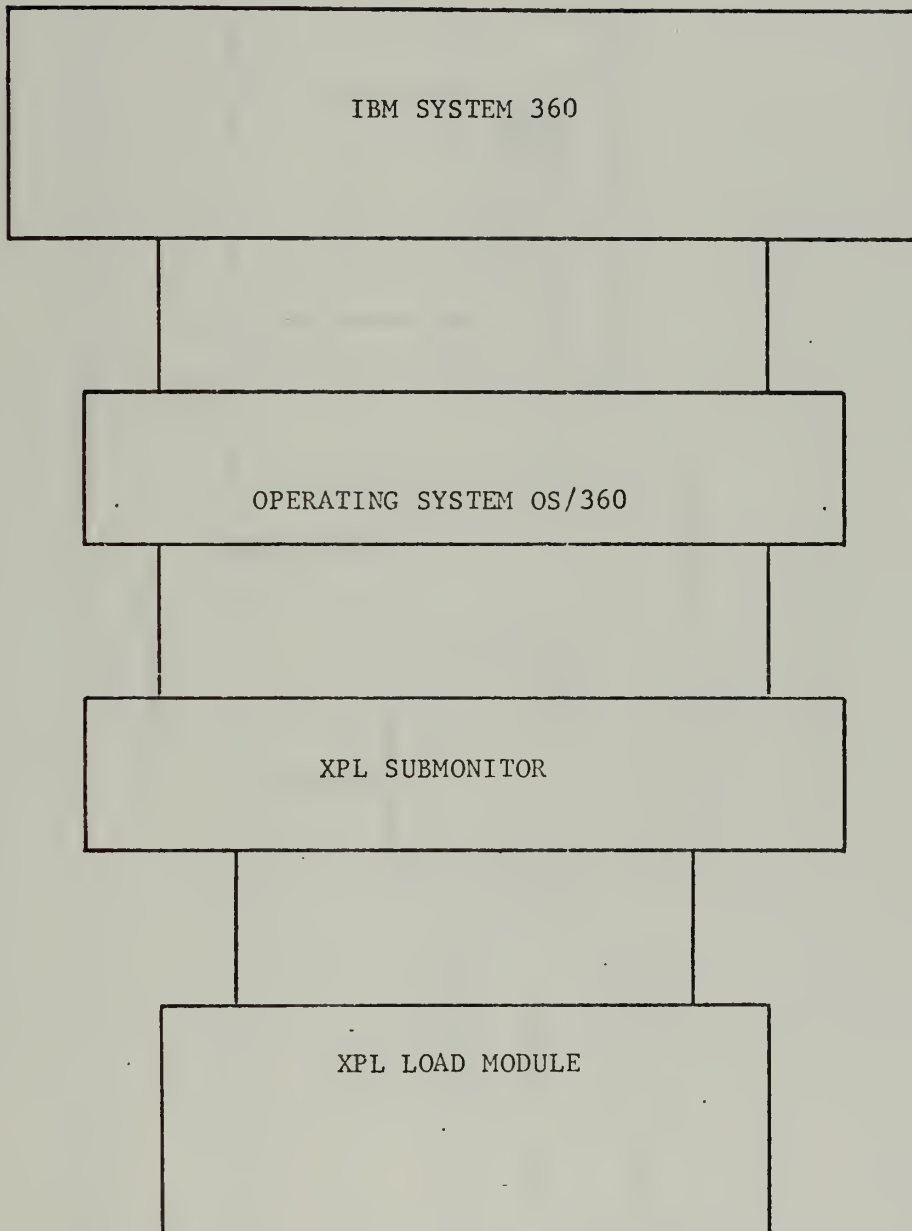 IBM SYSTEM 360
OPERATING SYSTEM OS/360
XPL SUBMONITOR
XPL LOAD MODULE